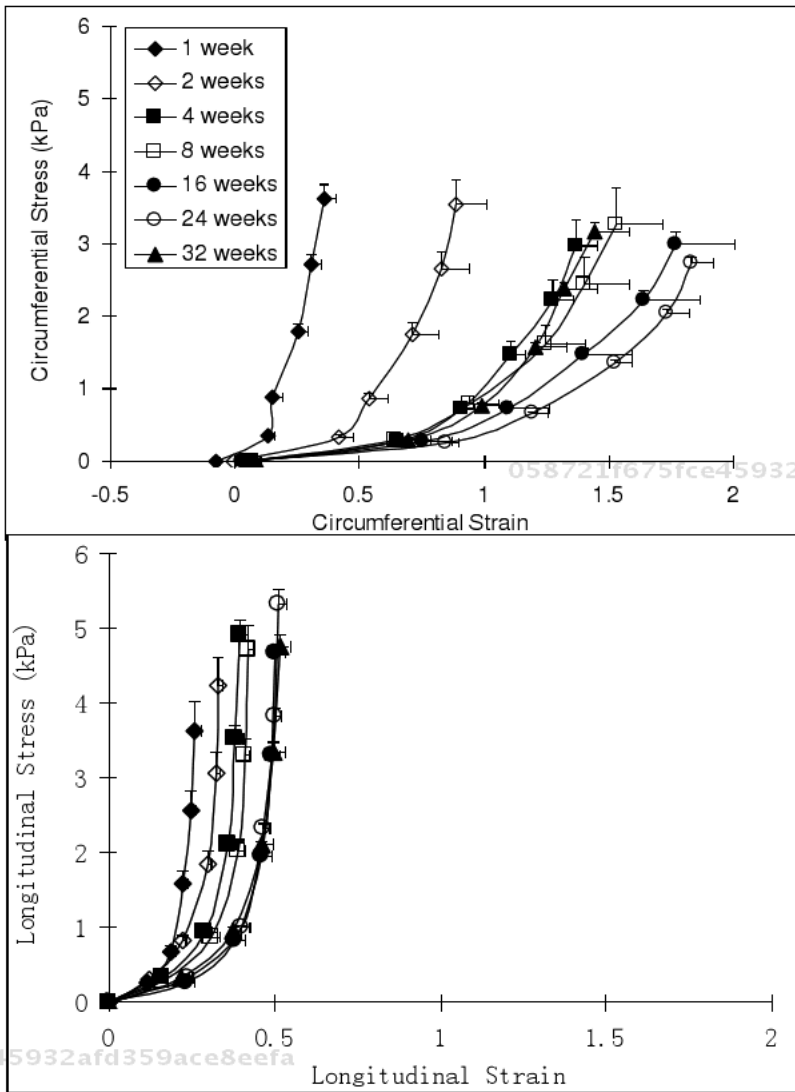 6
5
4
3
2
1
0
Circumferential Stress (kPa)
1 week
2 weeks
4 weeks
8 weeks
16 weeks
24 weeks
32 weeks
-0.5 0 0.5 1 1.5 2
Circumferential Strain
058721f675fce45932
6
5
4
3
2
1
0
Longitudinal Stress (kPa)
0 0.5 1 1.5 2
Longitudinal Strain
45932afd359ace8eefa